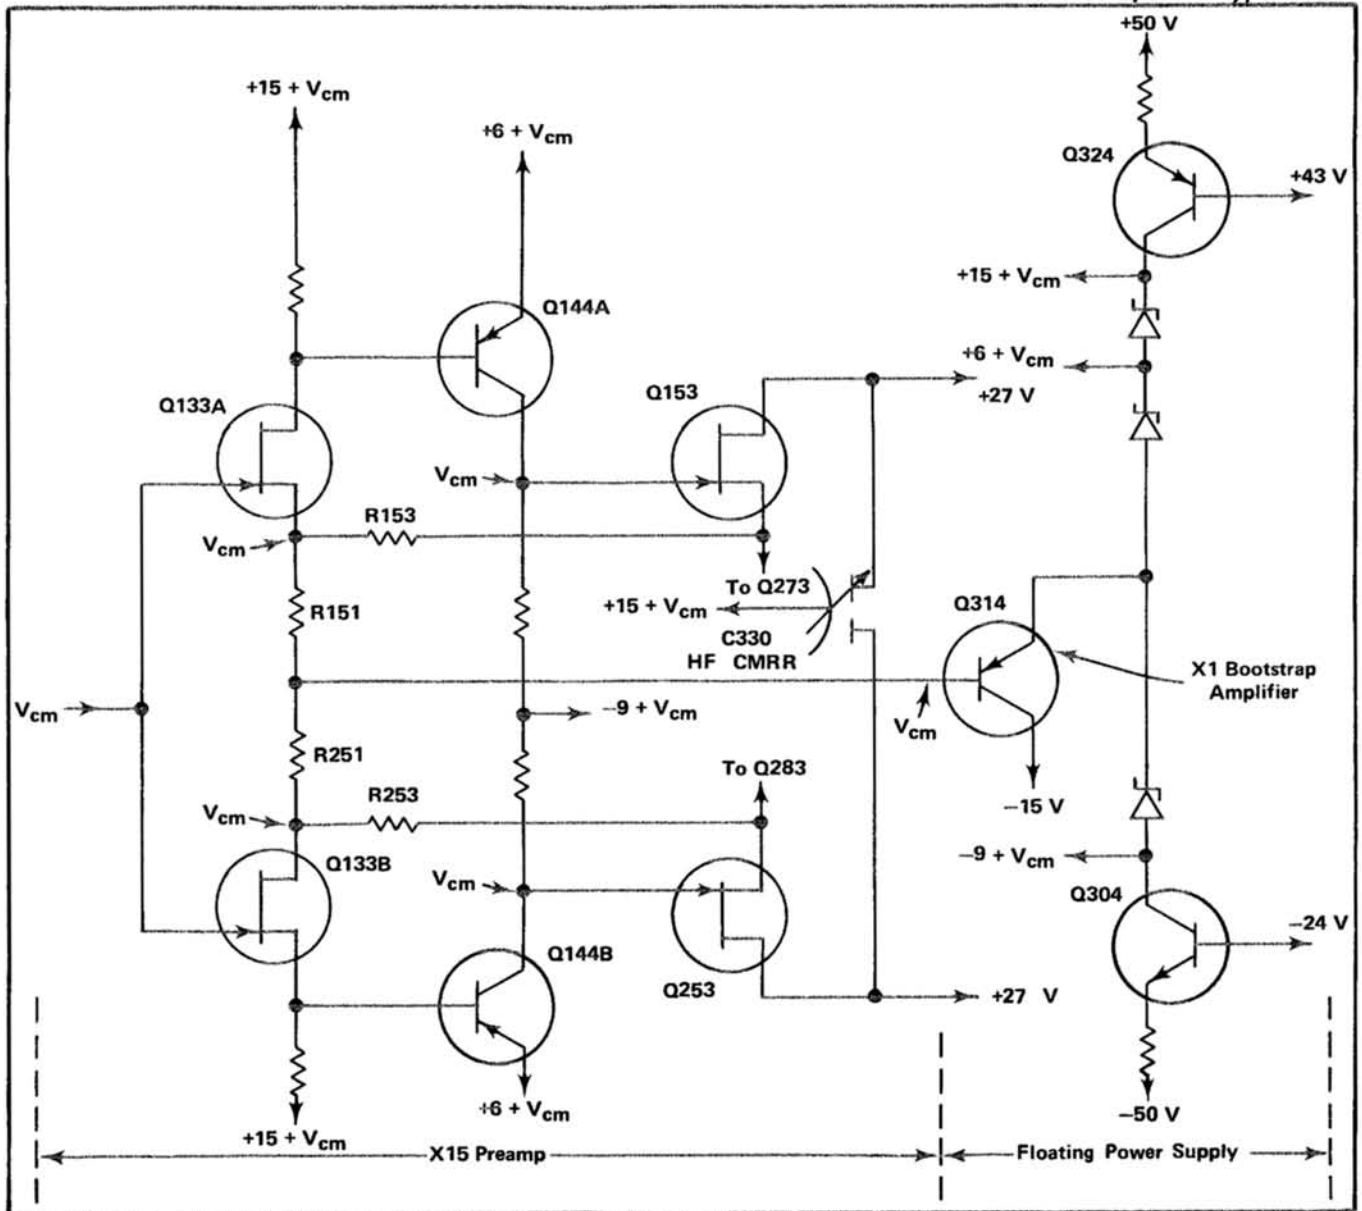 +50 V
+15 + Vcm
+6 + Vcm
Q324
+43 V
+15 + Vcm
Q144A
+6 + Vcm
Q133A
Q153
+27 V
Vcm
R153
Vcm
To Q273
+15 + Vcm
C330
HF CMRR
R151
Q314
X1 Bootstrap
Amplifier
Vcm
-9 + Vcm
Vcm
R251
To Q283
-15 V
R253
Vcm
-9 + Vcm
Q133B
Vcm
Q304
-24 V
Q144B
Q253
+27 V
+6 + Vcm
-50 V
+15 + Vcm
X15 Preamp
Floating Power Supply